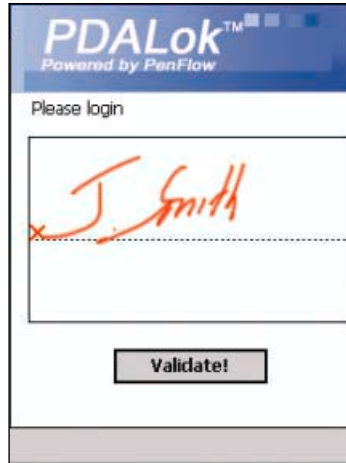 PDALok™
Powered by PenFlow
Please login
J. Smith
X
Validate!